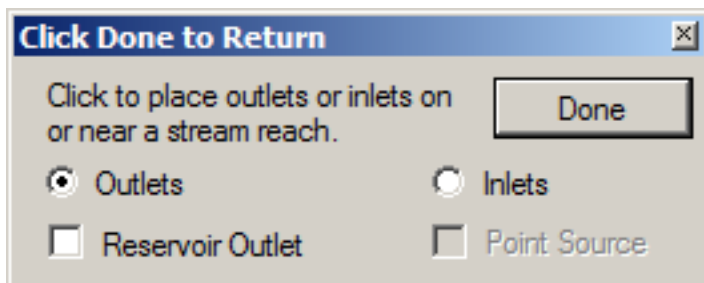 Click Done to Return
Click to place outlets or inlets on
or near a stream reach.
Done
Outlets
Inlets
Reservoir Outlet
Point Source